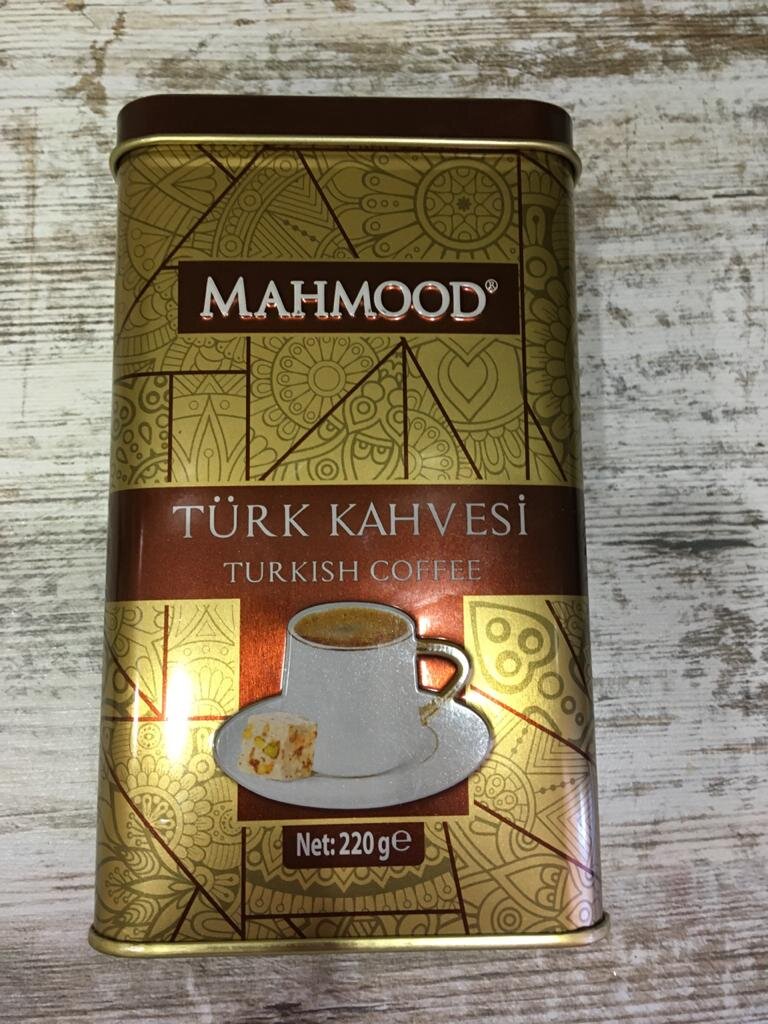 MAHMOOD®
TÜRK KAHVESİ
TURKISH COFFEE
Net: 220 g℮